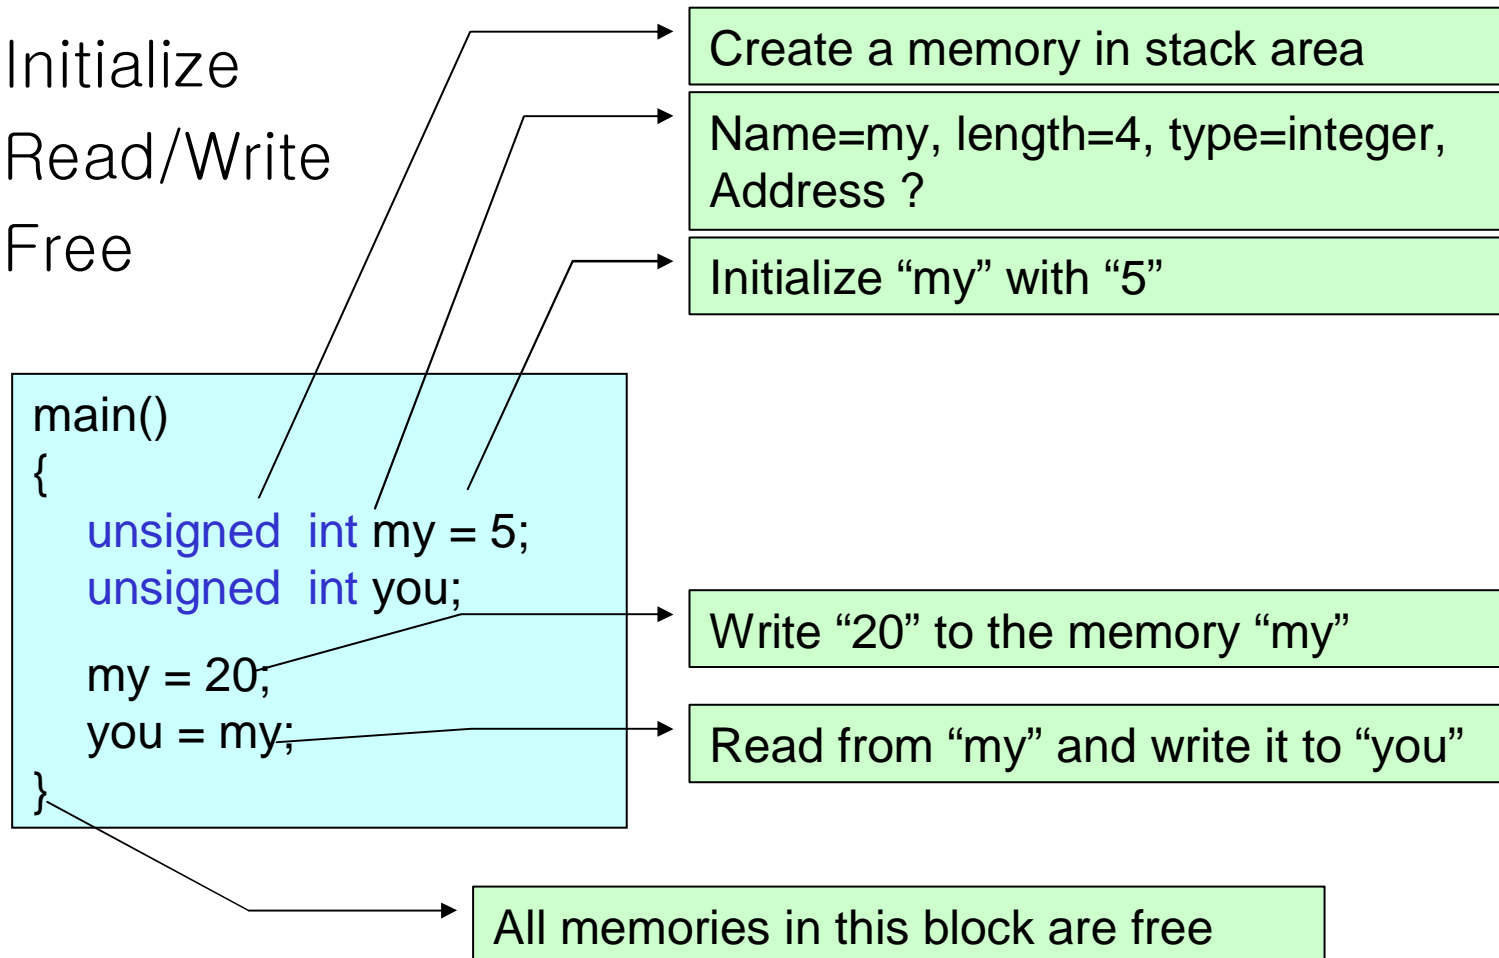 Initialize
Read/Write
Free
Create a memory in stack area
Name=my, length=4, type=integer,
Address ?
Initialize “my” with “5”
main()
{
unsigned  int my = 5;
unsigned  int you;
my = 20;
you = my;
}
Write “20” to the memory “my”
Read from “my” and write it to “you”
All memories in this block are free